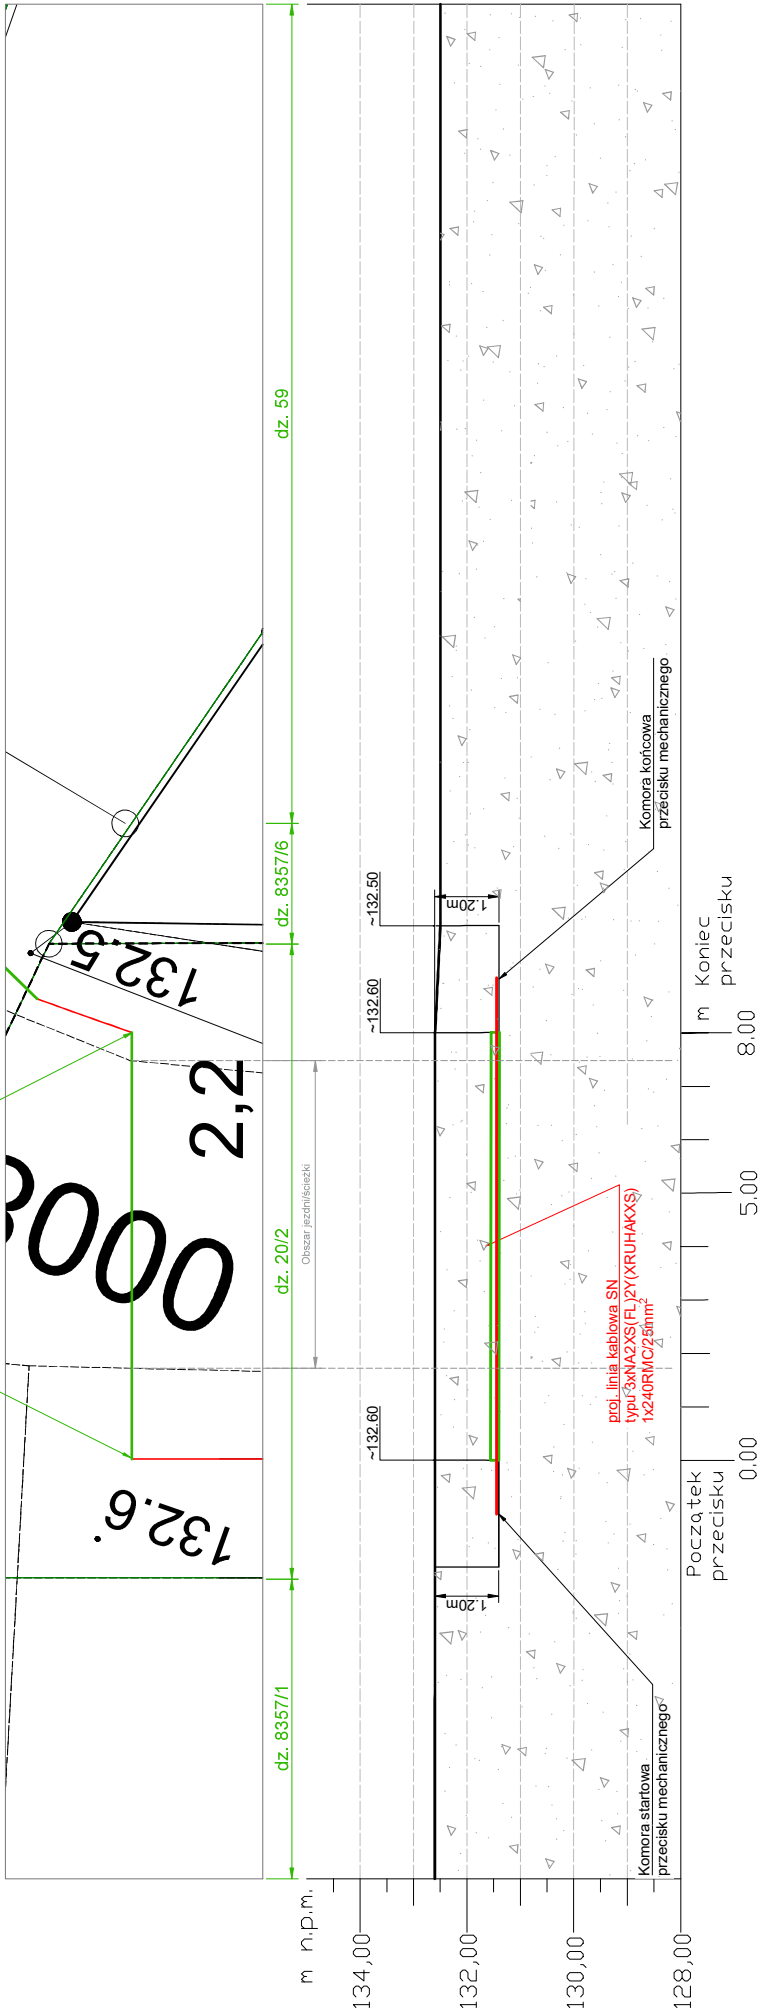 dz. 8357/1
dz. 20/2
dz. 8357/6
dz. 59
132.6
132.5
2,2
0008
Obszar jezdni/ścieżki
~132.60
~132.60
~132.50
1.20m
1.20m
proj. linia kablowa SN
typu 3xNA2XS(FL)2Y(XRUHAKXS)
1x240RMC/25mm²
Komora startowa
przecisku mechanicznego
Komora końcowa
przecisku mechanicznego
m n.p.m.
134,00
132,00
130,00
128,00
Początek
przecisku
0.00
5.00
8.00
m Koniec
przecisku